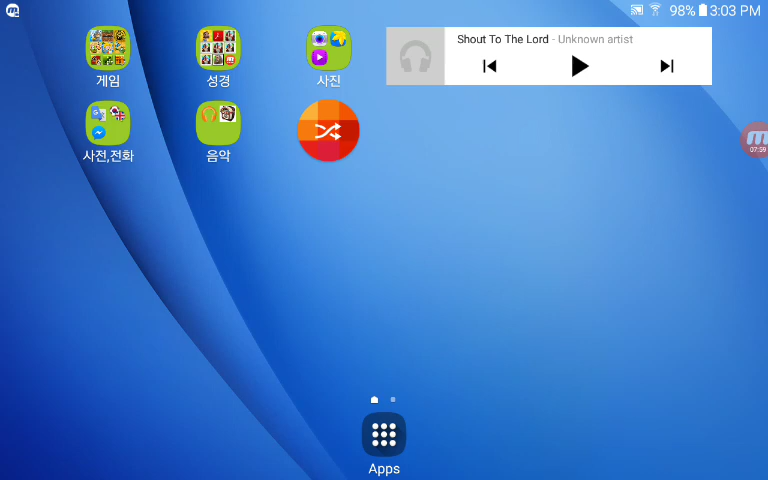 98% 3:03 PM
Shout To The Lord - Unknown artist
게임
성경
사진
07:59
사전,전화
음악
Apps